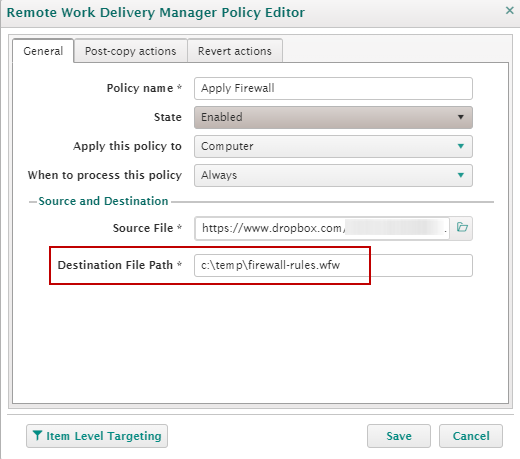 Remote Work Delivery Manager Policy Editor
General Post-copy actions Revert actions
Policy name * Apply Firewall
State Enabled
Apply this policy to Computer
When to process this policy Always
Source and Destination
Source File * https://www.dropbox.com/ .
Destination File Path * c:\temp\firewall-rules.wfw
Item Level Targeting Save Cancel